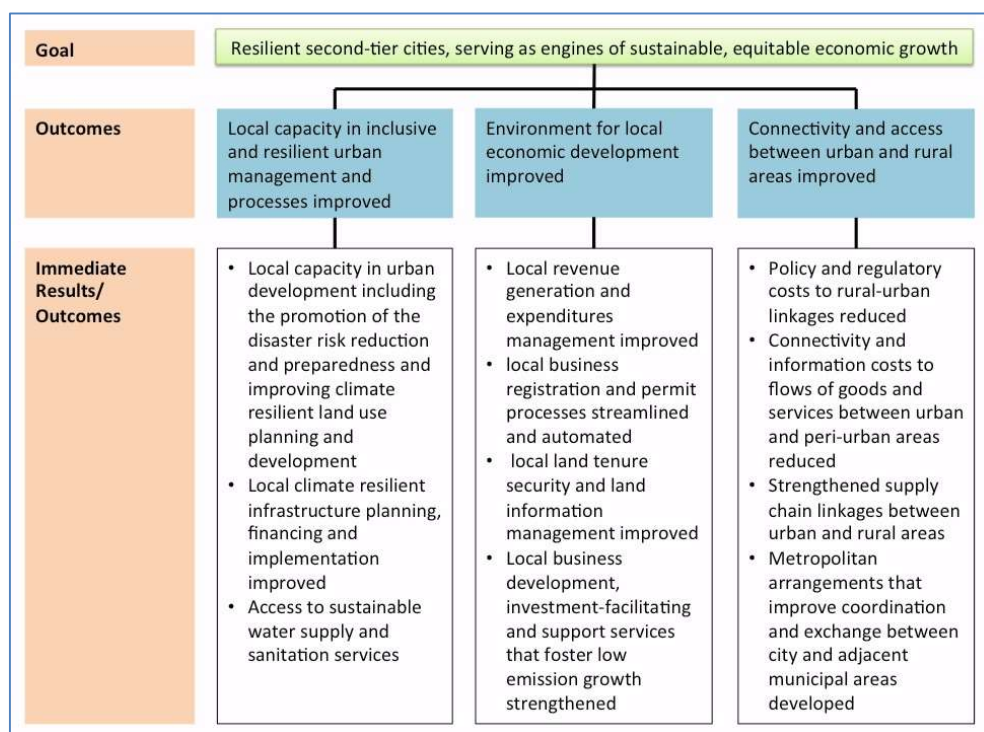 Goal
Resilient second-tier cities, serving as engines of sustainable, equitable economic growth
Outcomes
Local capacity in inclusive
and resilient urban
management and
processes improved
Environment for local
economic development
improved
Connectivity and access
between urban and rural
areas improved
Immediate
Results/
Outcomes
• Local capacity in urban
development including
the promotion of the
disaster risk reduction
and preparedness and
improving climate
resilient land use
planning and
development
• Local climate resilient
infrastructure planning,
financing and
implementation
improved
• Access to sustainable
water supply and
sanitation services
• Local revenue
generation and
expenditures
management improved
• local business
registration and permit
processes streamlined
and automated
• local land tenure
security and land
information
management improved
• Local business
development,
investment-facilitating
and support services
that foster low
emission growth
strengthened
• Policy and regulatory
costs to rural-urban
linkages reduced
• Connectivity and
information costs to
flows of goods and
services between urban
and peri-urban areas
reduced
• Strengthened supply
chain linkages between
urban and rural areas
• Metropolitan
arrangements that
improve coordination
and exchange between
city and adjacent
municipal areas
developed